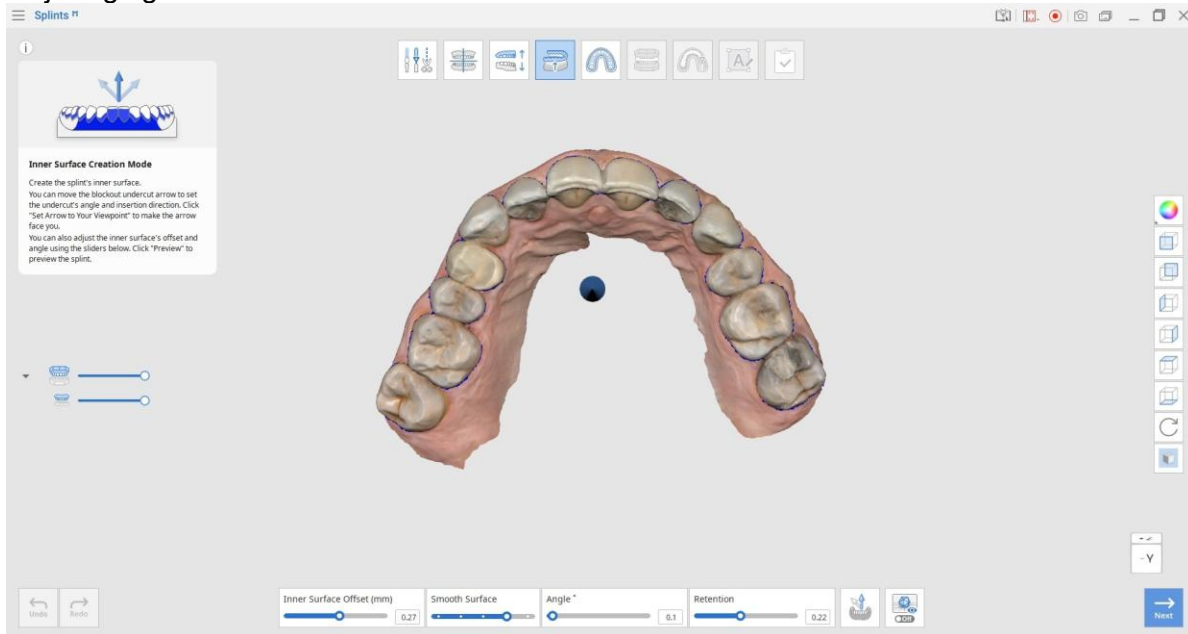 Splints
Inner Surface Creation Mode
Create the splint's inner surface.
You can move the blockout undercut arrow to set
the undercut's angle and insertion direction. Click
"Set Arrow to Your Viewpoint" to make the arrow
face you.
You can also adjust the inner surface's offset and
angle using the sliders below. Click "Preview" to
preview the splint.
- Y
Undo
Redo
Inner Surface Offset (mm)
0.27
Smooth Surface
Angle °
0.1
Retention
0.22
Off
Next